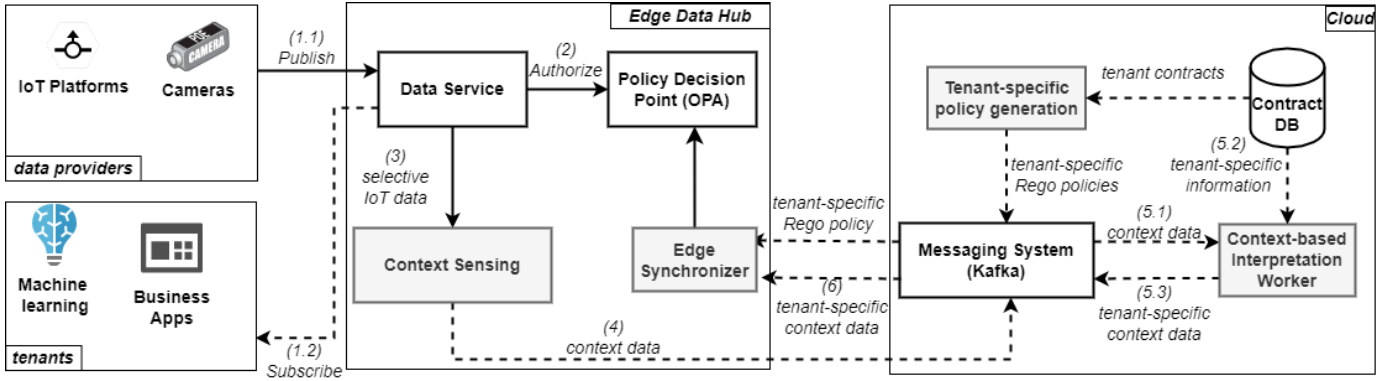 IoT Platforms
PoE
CAMERA
Cameras
data providers
(1.1)
Publish
Machine
learning
Business
Apps
tenants
(1.2)
Subscribe
Edge Data Hub
Data Service
(2)
Authorize
Policy Decision
Point (OPA)
(3)
selective
IoT data
Context Sensing
Edge
Synchronizer
(4)
context data
tenant-specific
Rego policy
(6)
tenant-specific
context data
Cloud
Tenant-specific
policy generation
tenant contracts
Contract
DB
tenant-specific
Rego policies
(5.2)
tenant-specific
information
Messaging System
(Kafka)
(5.1)
context data
Context-based
Interpretation
Worker
(5.3)
tenant-specific
context data